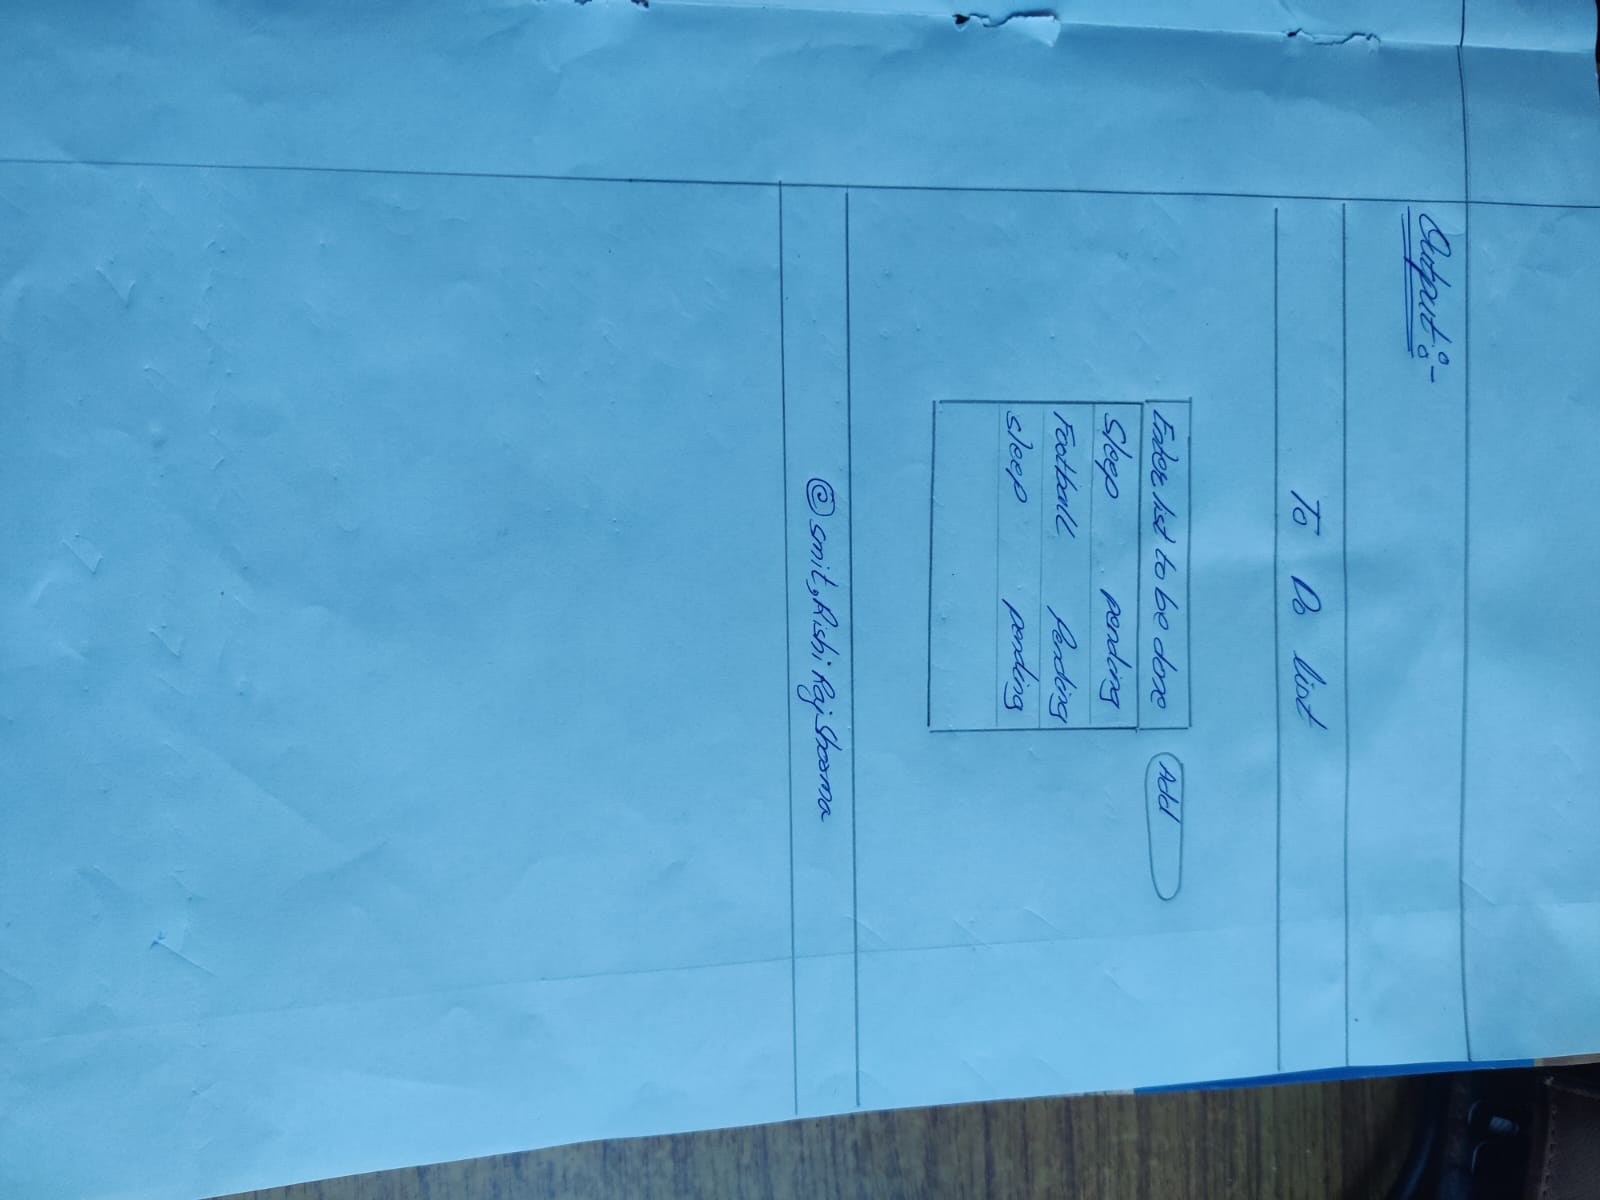 Output :-
To Do list
Enter list to be done Add
Sleep pending
Football Pending
sleep pending
@ smit, Rishi Raj Sharma